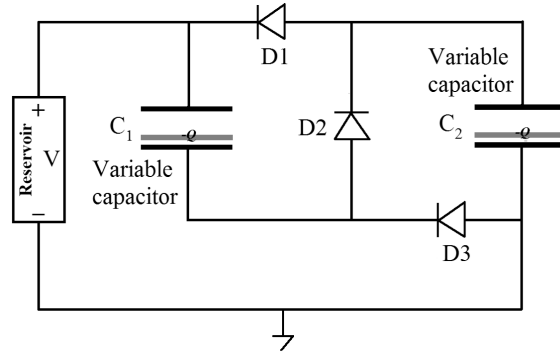 D1
Variable
capacitor
+
Reservoir
V
−
C1
-Q
Variable
capacitor
D2
C2
-Q
D3